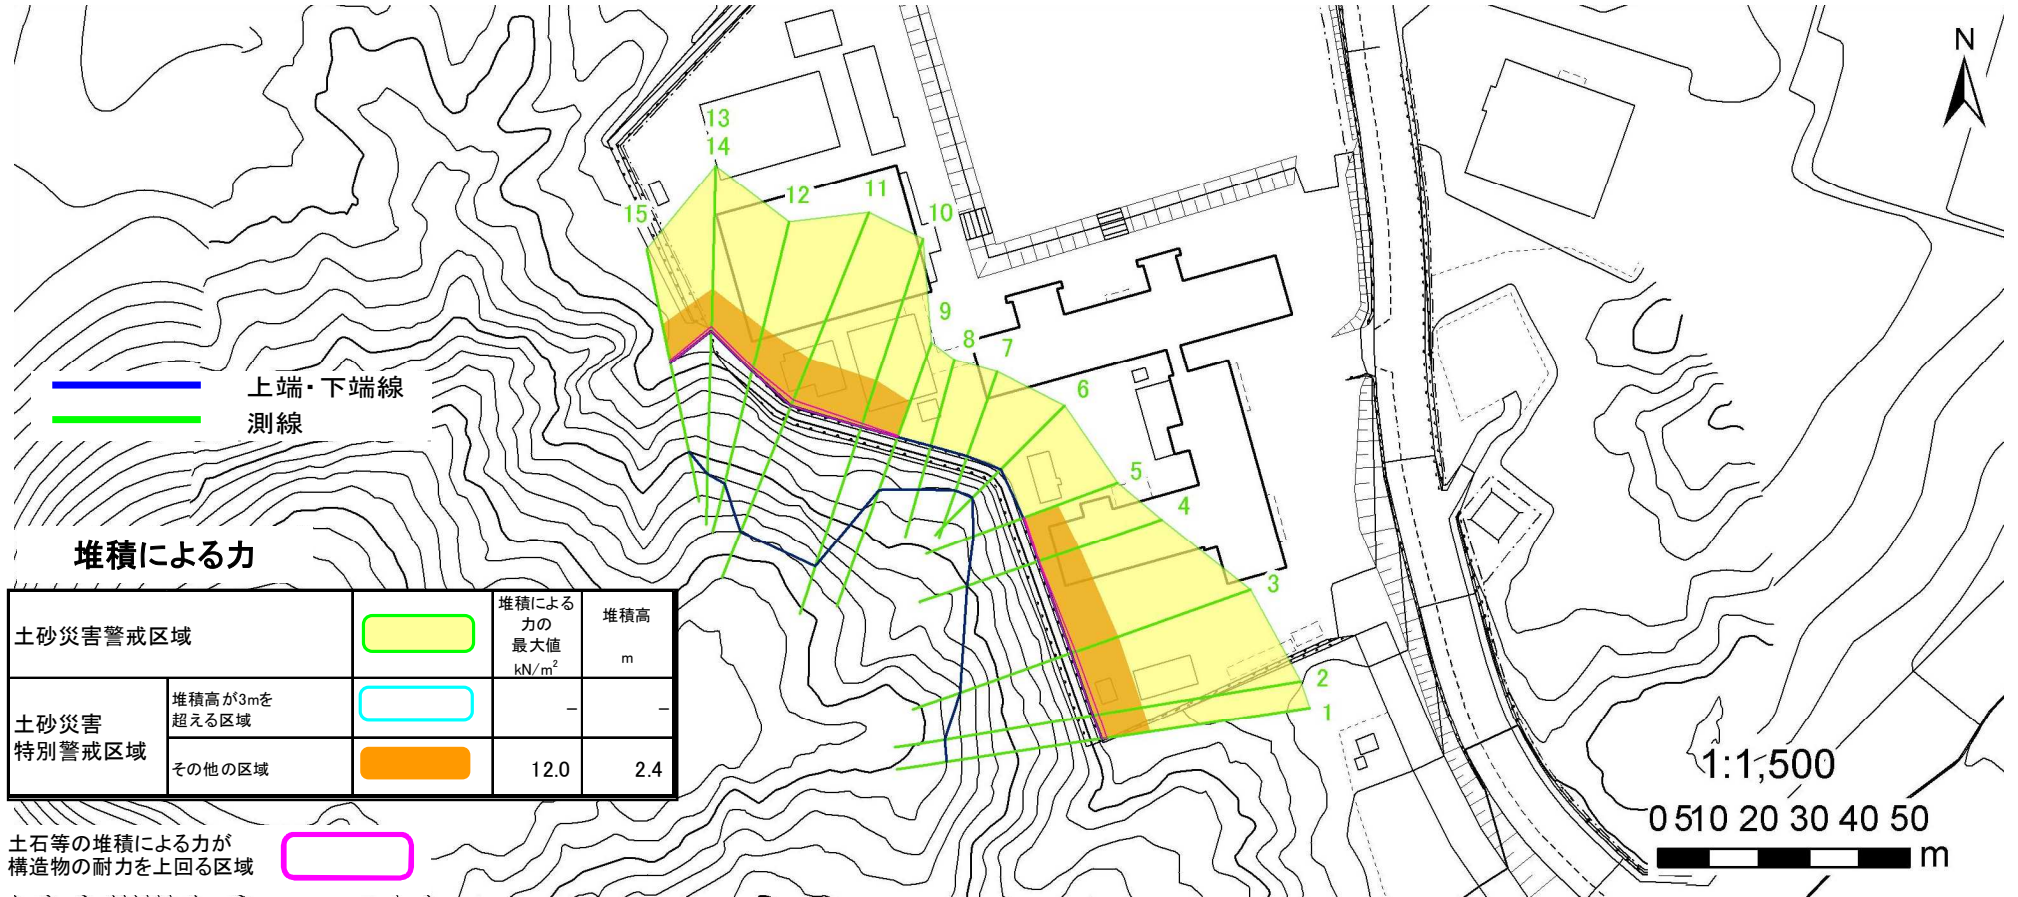 N
13
14
12
11
10
15
9
8
7
6
5
4
3
2
1
上端・下端線
測線
堆積による力
土砂災害警戒区域
堆積による
力の
最大値
kN/m²
堆積高
m
土砂災害
特別警戒区域
堆積高が3mを
超える区域
－
－
その他の区域
12.0
2.4
土石等の堆積による力が
構造物の耐力を上回る区域
1:1,500
0 5 10 20 30 40 50
m